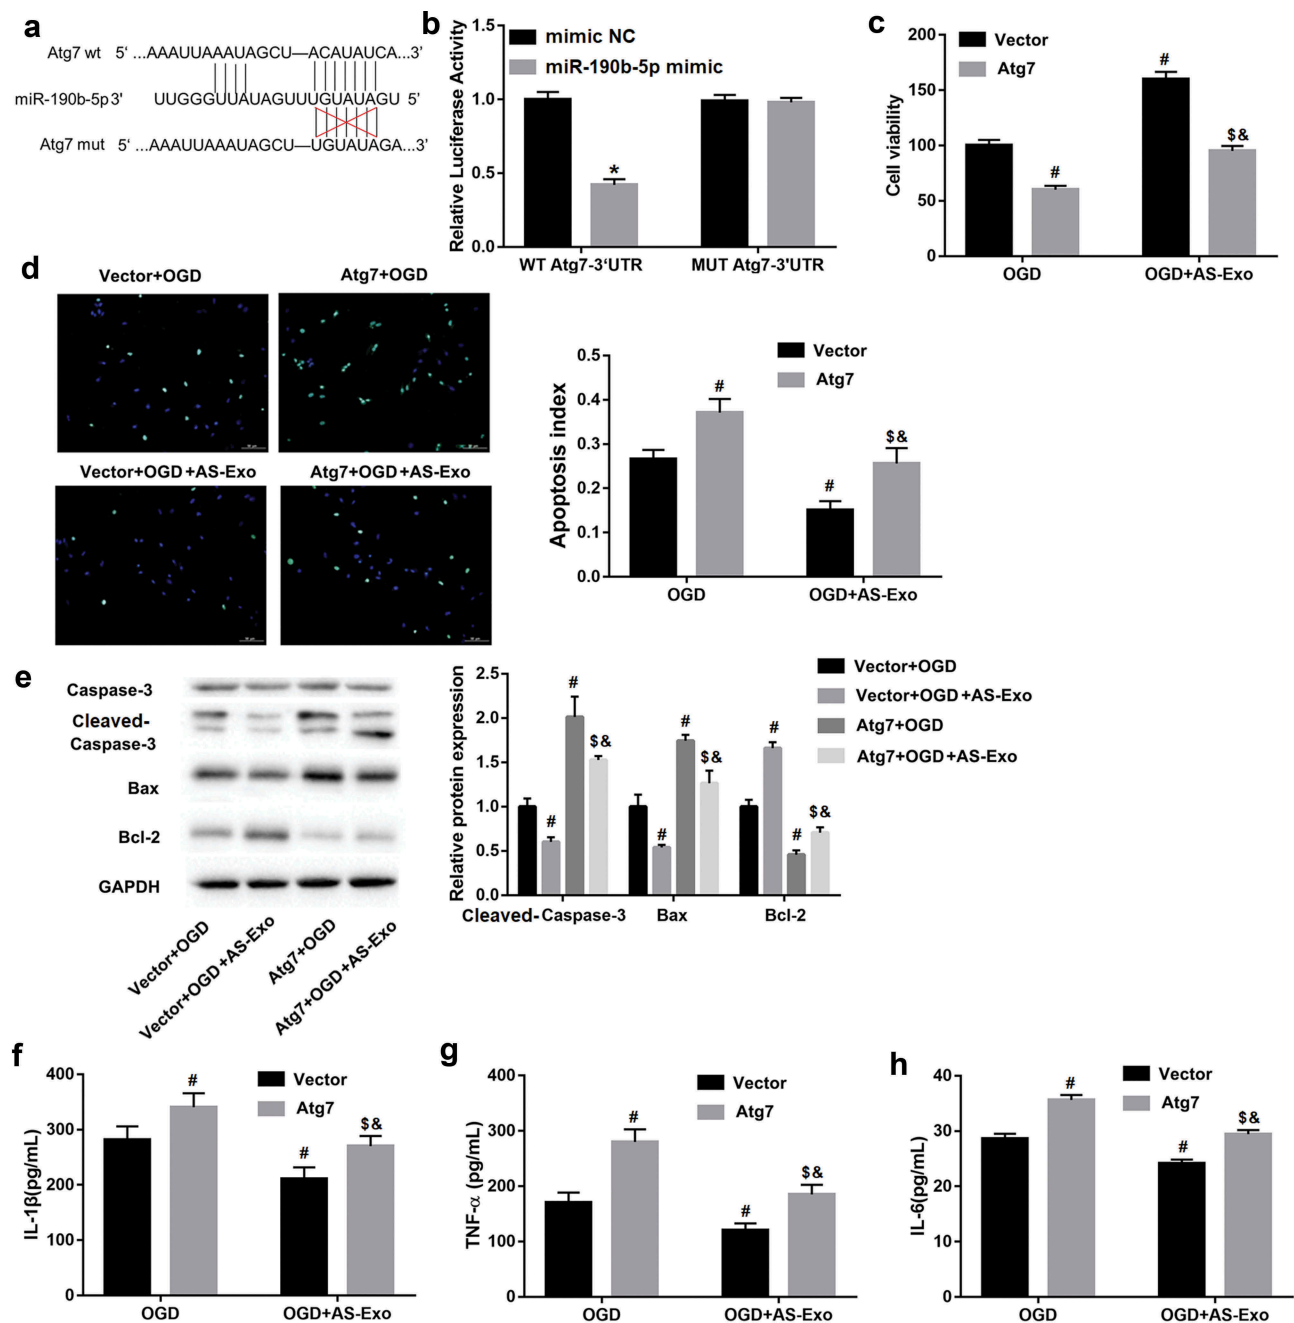 a
Atg7 wt 5‘ ...AAAUUAAAUAGCU—ACAUAUCA...3’
miR-190b-5p 3' UUGGGUUAUAGUUUGUAUAGU 5'
Atg7 mut 5‘ ...AAAUUAAAUAGCU—UGUAUAGA...3’
b
Relative Luciferase Activity
1.5
1.0
0.5
0.0
mimic NC
miR-190b-5p mimic
*
WT Atg7-3‘UTR
MUT Atg7-3'UTR
c
Cell viability
200
150
100
50
0
Vector
Atg7
#
#
$&
OGD
OGD+AS-Exo
d
Vector+OGD
Atg7+OGD
Vector+OGD+AS-Exo
Atg7+OGD+AS-Exo
Apoptosis index
0.5
0.4
0.3
0.2
0.1
0.0
Vector
Atg7
#
#
$&
OGD
OGD+AS-Exo
e
Caspase-3
Cleaved-
Caspase-3
Bax
Bcl-2
GAPDH
Vector+OGD
Vector+OGD+AS-Exo
Atg7+OGD
Atg7+OGD+AS-Exo
Relative protein expression
2.5
2.0
1.5
1.0
0.5
0.0
#
#
$&
#
#
$&
#
#
$&
Cleaved-Caspase-3
Bax
Bcl-2
Vector+OGD
Vector+OGD+AS-Exo
Atg7+OGD
Atg7+OGD+AS-Exo
f
IL-1β(pg/mL)
400
300
200
100
0
Vector
Atg7
#
#
$&
OGD
OGD+AS-Exo
g
TNF-α (pg/mL)
400
300
200
100
0
Vector
Atg7
#
#
$&
OGD
OGD+AS-Exo
h
IL-6(pg/mL)
40
30
20
10
0
Vector
Atg7
#
#
$&
OGD
OGD+AS-Exo